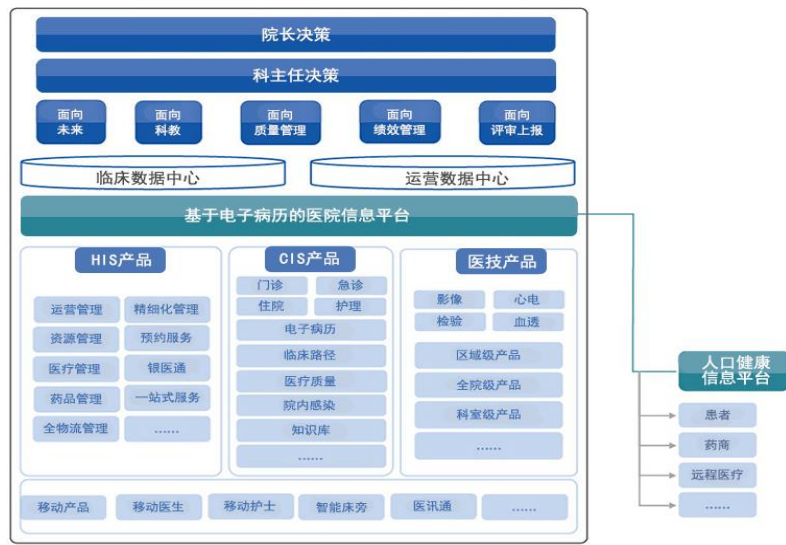 院长决策
科主任决策
面向
未来
面向
科教
面向
质量管理
面向
绩效管理
面向
评审上报
临床数据中心
运营数据中心
基于电子病历的医院信息平台
HIS产品
运营管理
精细化管理
资源管理
预约服务
医疗管理
银医通
药品管理
一站式服务
全物流管理
......
CIS产品
门诊
急诊
住院
护理
电子病历
临床路径
医疗质量
院内感染
知识库
......
医技产品
影像
心电
检验
血透
区域级产品
全院级产品
科室级产品
......
移动产品
移动医生
移动护士
智能床旁
医讯通
......
人口健康
信息平台
患者
药商
远程医疗
......